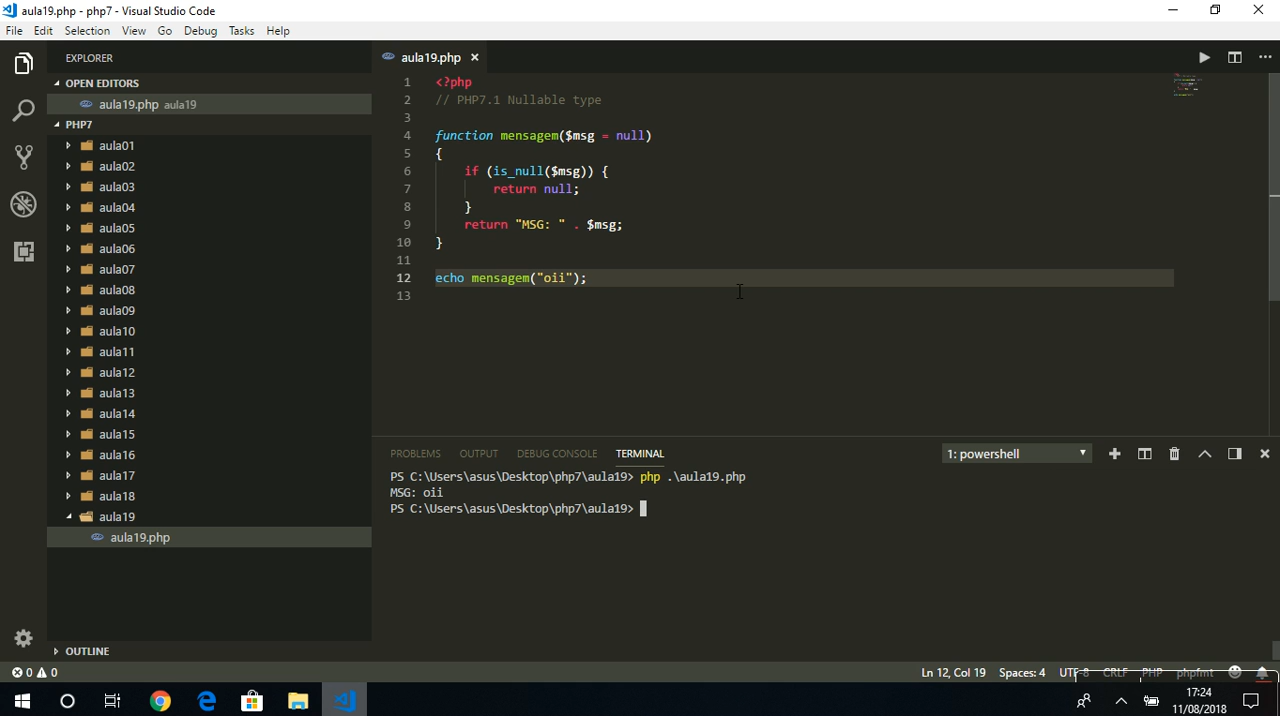 aula19.php - php7 - Visual Studio Code
File Edit Selection View Go Debug Tasks Help
EXPLORER
OPEN EDITORS
aula19.php aula19
PHP7
aula01
aula02
aula03
aula04
aula05
aula06
aula07
aula08
aula09
aula10
aula11
aula12
aula13
aula14
aula15
aula16
aula17
aula18
aula19
aula19.php
OUTLINE
aula19.php
1 <?php
2 // PHP7.1 Nullable type
3
4 function mensagem($msg = null)
5 {
6 if (is_null($msg)) {
7 return null;
8 }
9 return "MSG: " . $msg;
10 }
11
12 echo mensagem("oii");
13
PROBLEMS OUTPUT DEBUG CONSOLE TERMINAL 1: powershell
PS C:\Users\asus\Desktop\php7\aula19> php .\aula19.php
MSG: oii
PS C:\Users\asus\Desktop\php7\aula19>
0 0 Ln 12, Col 19 Spaces: 4 UTF-8 CRLF PHP phpfmt
17:24
11/08/2018